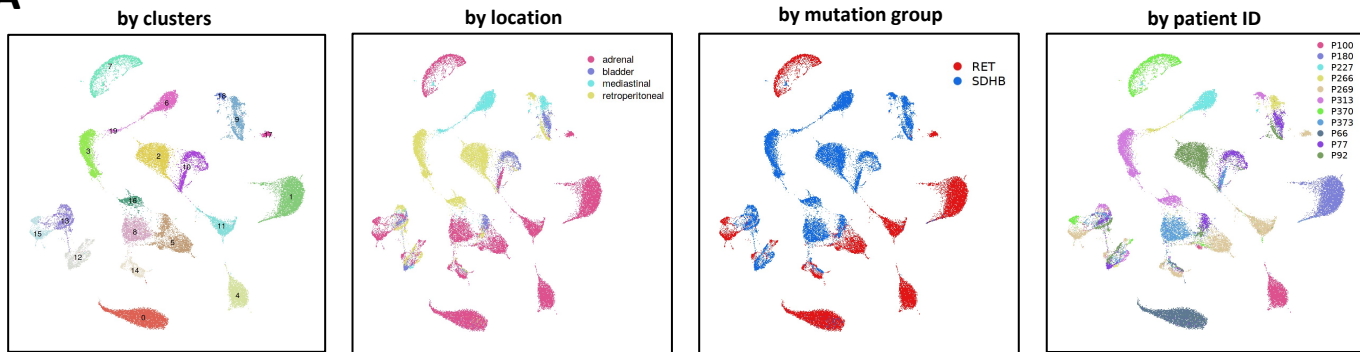 A
by clusters
by location
by mutation group
by patient ID
7
6
18
9
17
19
3
2
10
1
16
13
15
8
11
5
12
14
4
0
adrenal
bladder
mediastinal
retroperitoneal
RET
SDHB
P100
P180
P227
P266
P269
P313
P370
P373
P66
P77
P92